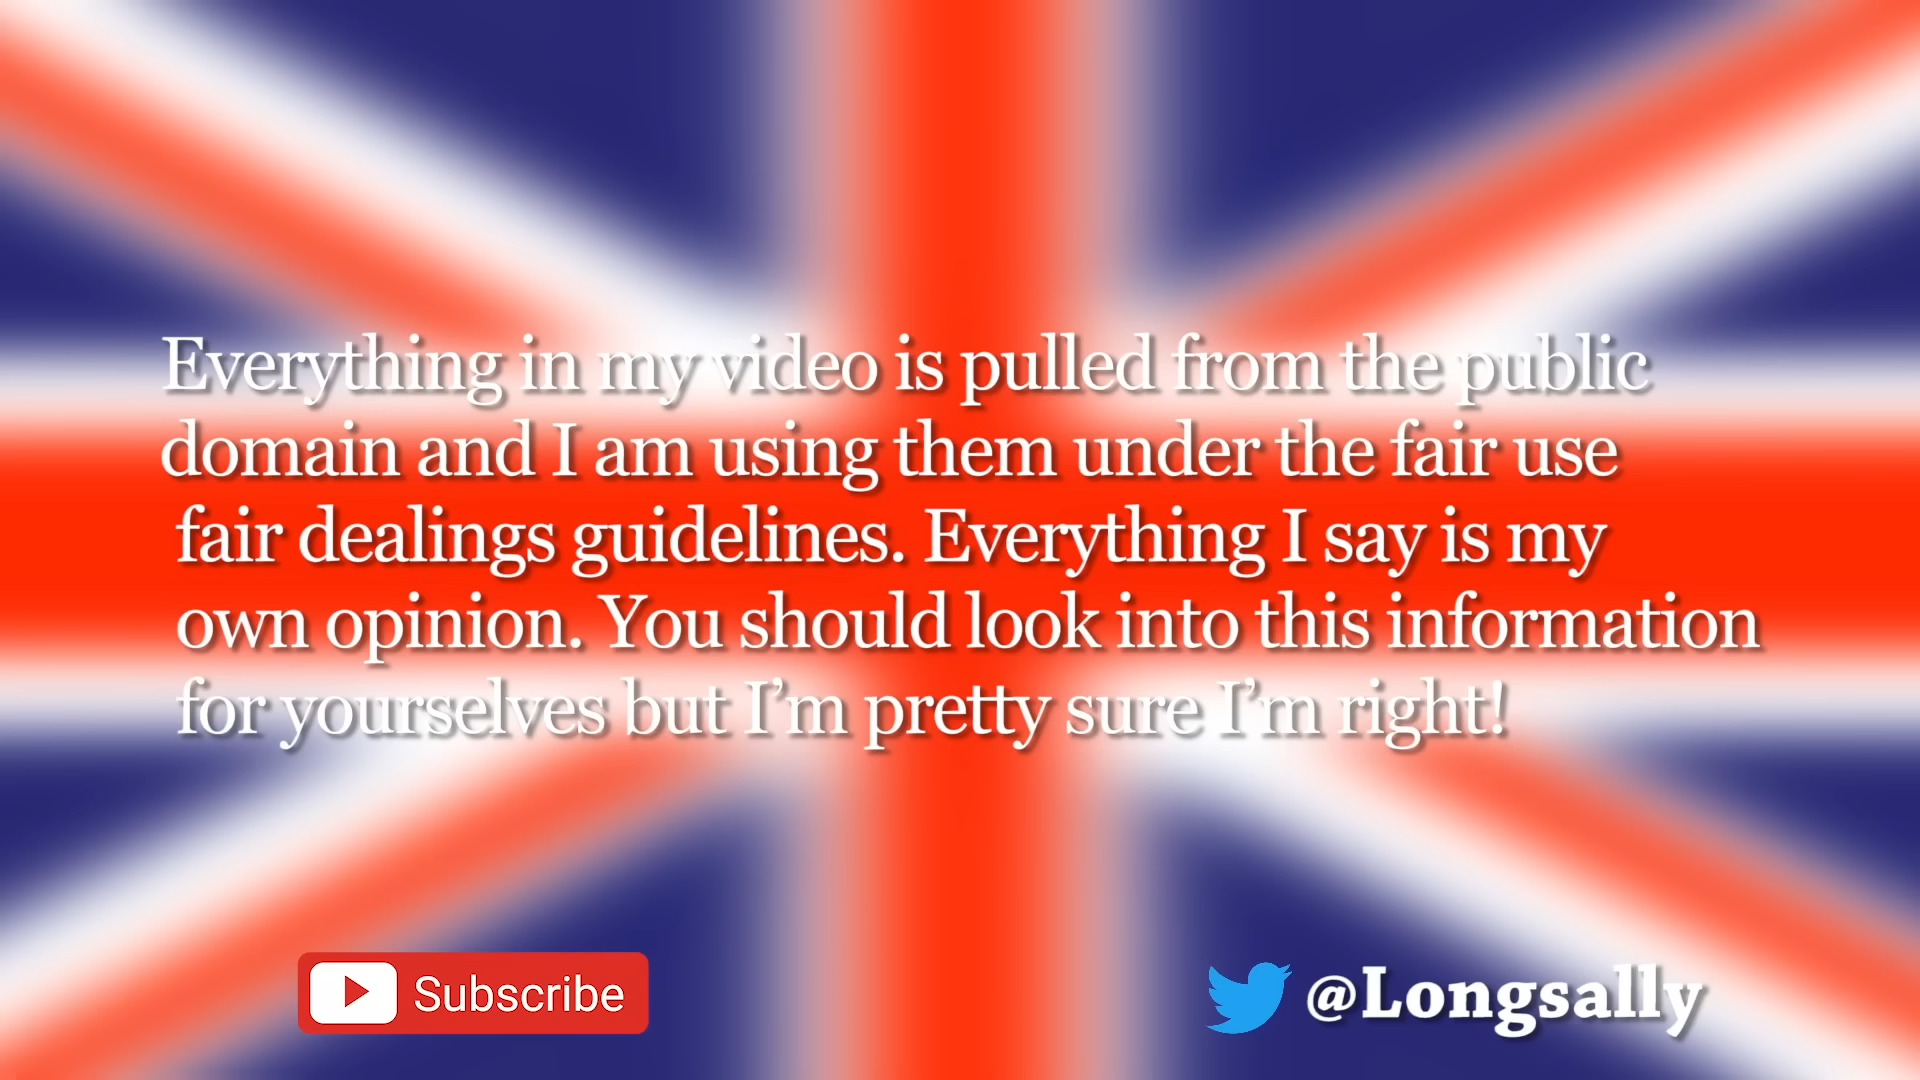 Everything in my video is pulled from the public
domain and I am using them under the fair use
fair dealings guidelines. Everything I say is my
own opinion. You should look into this information
for yourselves but I’m pretty sure I’m right!
Subscribe
@Longsally